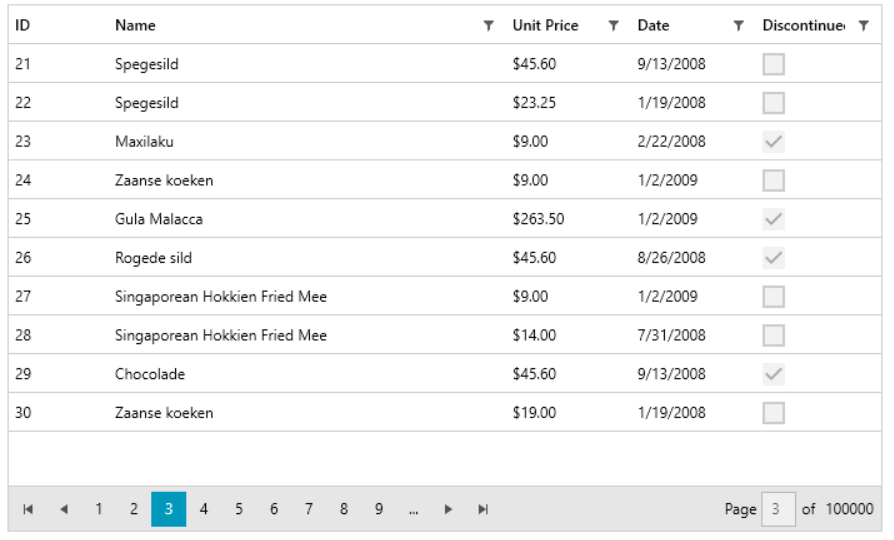 ID Name Unit Price Date Discontinue
21 Spegesild $45.60 9/13/2008
22 Spegesild $23.25 1/19/2008
23 Maxilaku $9.00 2/22/2008
24 Zaanse koeken $9.00 1/2/2009
25 Gula Malacca $263.50 1/2/2009
26 Rogede sild $45.60 8/26/2008
27 Singaporean Hokkien Fried Mee $9.00 1/2/2009
28 Singaporean Hokkien Fried Mee $14.00 7/31/2008
29 Chocolade $45.60 9/13/2008
30 Zaanse koeken $19.00 1/19/2008
1 2 3 4 5 6 7 8 9 ... Page 3 of 100000